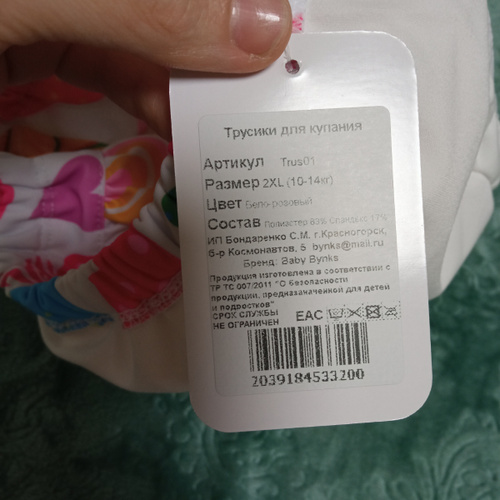 Трусики для купания
Артикул Trus01
Размер 2XL (10-14кг)
Цвет Бело-розовый
Состав Полиэстер 83% Спандекс 17%
ИП Бондаренко С.М. г.Красногорск,
б-р Космонавтов, 5 bynks@mail.ru
Бренд: Baby Bynks
Продукция изготовлена в соответствии с
ТР ТС 007/2011 "О безопасности
продукции, предназначенной для детей
и подростков"
СРОК СЛУЖБЫ
НЕ ОГРАНИЧЕН
EAC
2039184533200